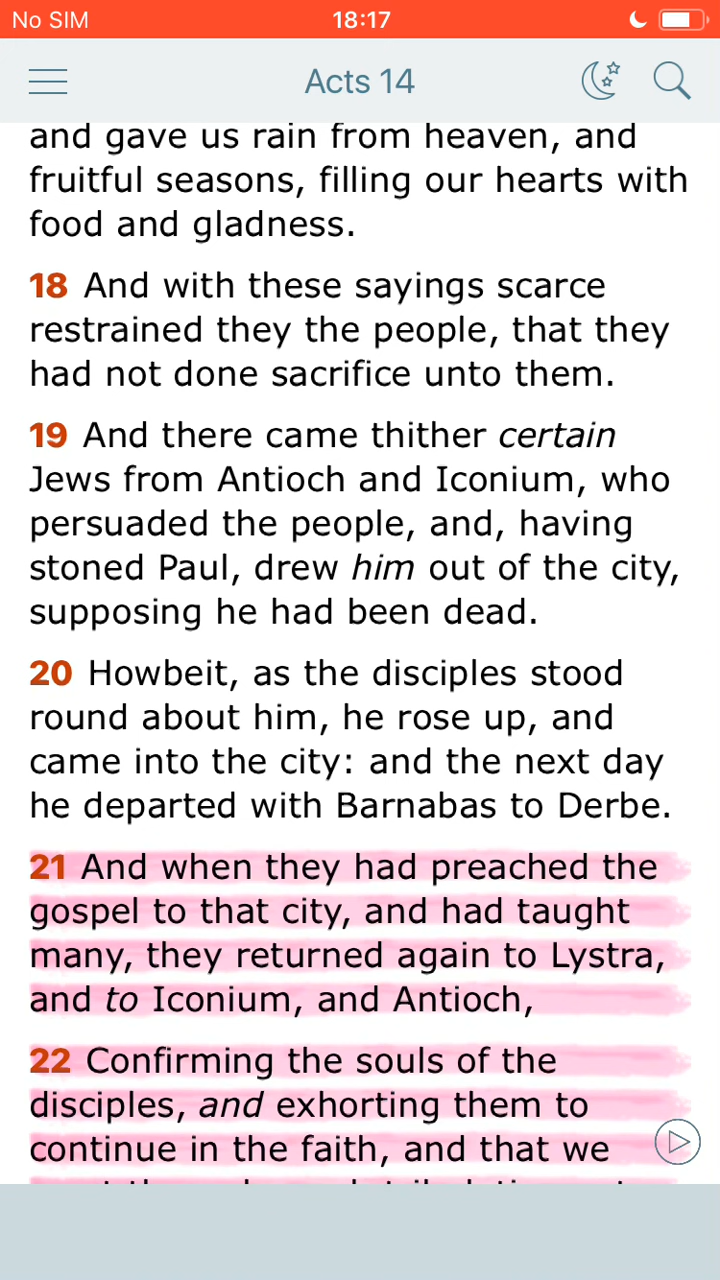 No SIM 18:17
Acts 14
and gave us rain from heaven, and
fruitful seasons, filling our hearts with
food and gladness.
18 And with these sayings scarce
restrained they the people, that they
had not done sacrifice unto them.
19 And there came thither certain
Jews from Antioch and Iconium, who
persuaded the people, and, having
stoned Paul, drew him out of the city,
supposing he had been dead.
20 Howbeit, as the disciples stood
round about him, he rose up, and
came into the city: and the next day
he departed with Barnabas to Derbe.
21 And when they had preached the
gospel to that city, and had taught
many, they returned again to Lystra,
and to Iconium, and Antioch,
22 Confirming the souls of the
disciples, and exhorting them to
continue in the faith, and that we